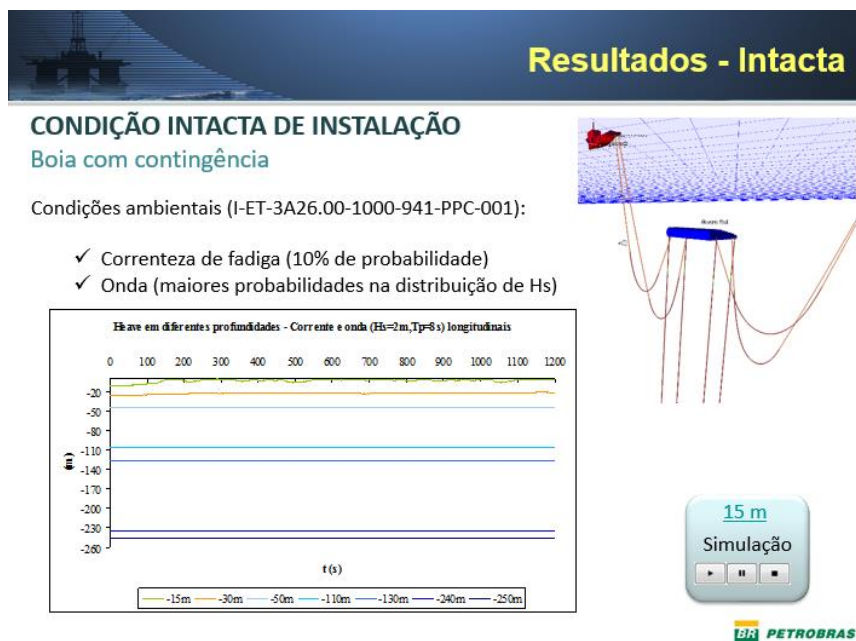 Resultados - Intacta
CONDIÇÃO INTACTA DE INSTALAÇÃO
Boia com contingência
Condições ambientais (I-ET-3A26.00-1000-941-PPC-001):
✓ Correnteza de fadiga (10% de probabilidade)
✓ Onda (maiores probabilidades na distribuição de Hs)
Heave em diferentes profundidades - Corrente e onda (Hs=2m,Tp=8s) longitudinais
0 100 200 300 400 500 600 700 800 900 1000 1100 1200
-20
-50
-80
-110
-140
-170
-200
-230
-260
(m)
t (s)
-15m -30m -50m -110m -130m -240m -250m
15 m
Simulação
BR PETROBRAS